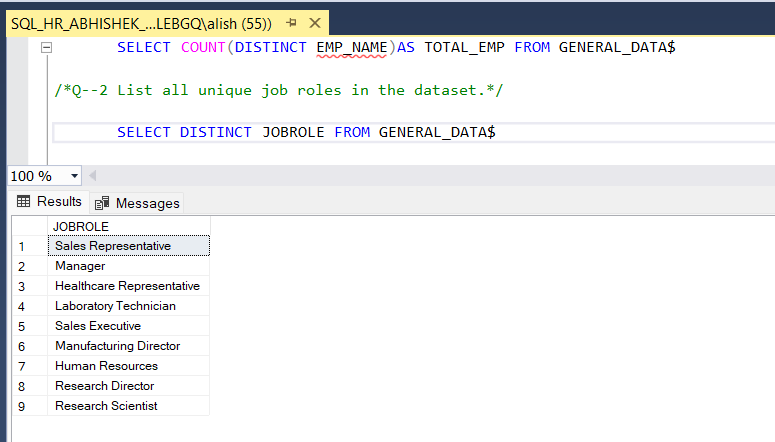 SQL_HR_ABHISHEK_...LEBGQ\alish (55))
SELECT COUNT(DISTINCT EMP_NAME)AS TOTAL_EMP FROM GENERAL_DATA$
/*Q--2 List all unique job roles in the dataset.*/
SELECT DISTINCT JOBROLE FROM GENERAL_DATA$
100 %
Results Messages
JOBROLE
1 Sales Representative
2 Manager
3 Healthcare Representative
4 Laboratory Technician
5 Sales Executive
6 Manufacturing Director
7 Human Resources
8 Research Director
9 Research Scientist